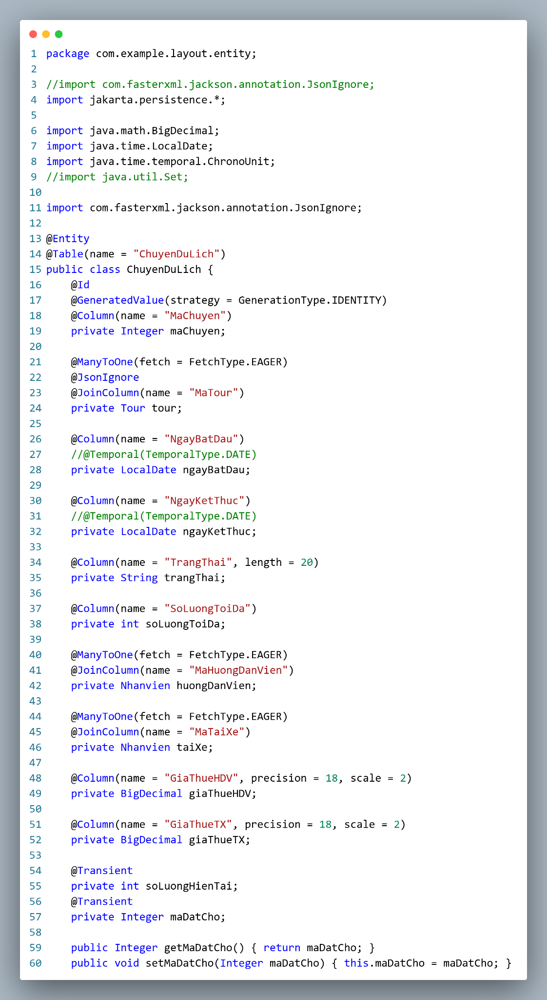 1 package com.example.layout.entity;
2
3 //import com.fasterxml.jackson.annotation.JsonIgnore;
4 import jakarta.persistence.*;
5
6 import java.math.BigDecimal;
7 import java.time.LocalDate;
8 import java.time.temporal.ChronoUnit;
9 //import java.util.Set;
10
11 import com.fasterxml.jackson.annotation.JsonIgnore;
12
13 @Entity
14 @Table(name = "ChuyenDuLich")
15 public class ChuyenDuLich {
16     @Id
17     @GeneratedValue(strategy = GenerationType.IDENTITY)
18     @Column(name = "MaChuyen")
19     private Integer maChuyen;
20
21     @ManyToOne(fetch = FetchType.EAGER)
22     @JsonIgnore
23     @JoinColumn(name = "MaTour")
24     private Tour tour;
25
26     @Column(name = "NgayBatDau")
27     //@Temporal(TemporalType.DATE)
28     private LocalDate ngayBatDau;
29
30     @Column(name = "NgayKetThuc")
31     //@Temporal(TemporalType.DATE)
32     private LocalDate ngayKetThuc;
33
34     @Column(name = "TrangThai", length = 20)
35     private String trangThai;
36
37     @Column(name = "SoLuongToiDa")
38     private int soLuongToiDa;
39
40     @ManyToOne(fetch = FetchType.EAGER)
41     @JoinColumn(name = "MaHuongDanVien")
42     private Nhanvien huongDanVien;
43
44     @ManyToOne(fetch = FetchType.EAGER)
45     @JoinColumn(name = "MaTaiXe")
46     private Nhanvien taiXe;
47
48     @Column(name = "GiaThueHDV", precision = 18, scale = 2)
49     private BigDecimal giaThueHDV;
50
51     @Column(name = "GiaThueTX", precision = 18, scale = 2)
52     private BigDecimal giaThueTX;
53
54     @Transient
55     private int soLuongHienTai;
56     @Transient
57     private Integer maDatCho;
58
59     public Integer getMaDatCho() { return maDatCho; }
60     public void setMaDatCho(Integer maDatCho) { this.maDatCho = maDatCho; }